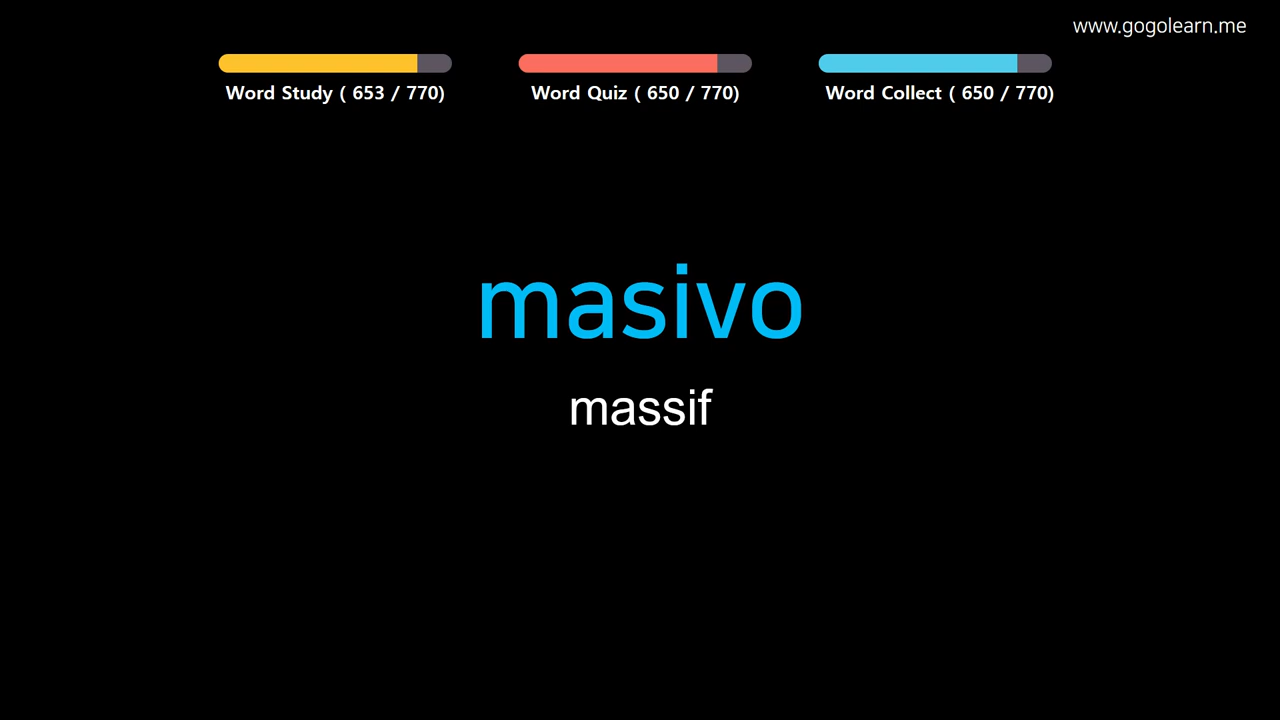 www.gogolearn.me
Word Study ( 653 / 770)
Word Quiz ( 650 / 770)
Word Collect ( 650 / 770)
masivo
massif